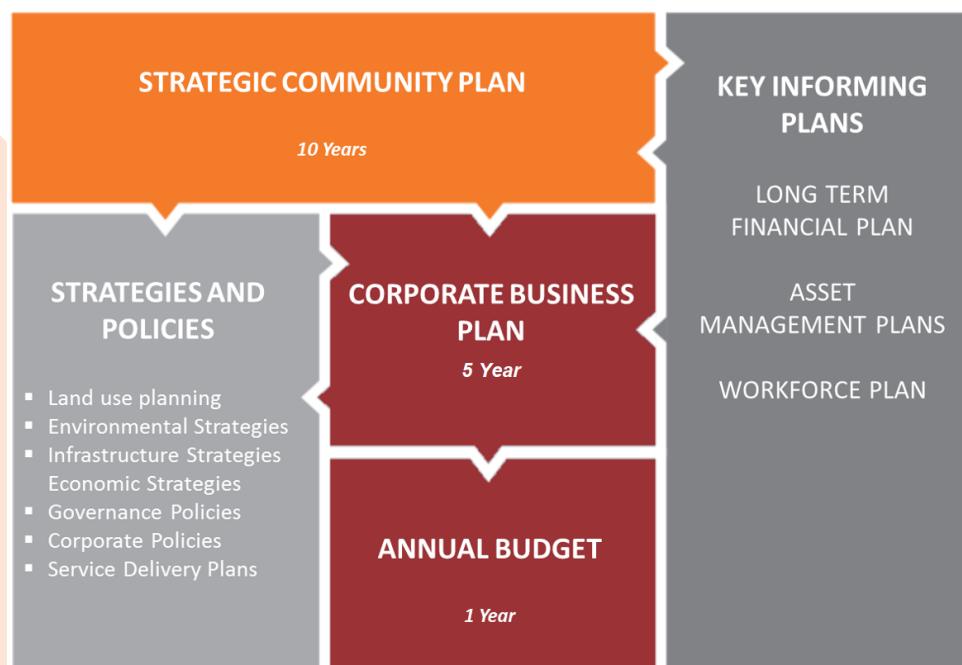 STRATEGIC COMMUNITY PLAN
10 Years
KEY INFORMING
PLANS
LONG TERM
FINANCIAL PLAN
ASSET
MANAGEMENT PLANS
WORKFORCE PLAN
STRATEGIES AND
POLICIES
▪ Land use planning
▪ Environmental Strategies
▪ Infrastructure Strategies
Economic Strategies
▪ Governance Policies
▪ Corporate Policies
▪ Service Delivery Plans
CORPORATE BUSINESS
PLAN
5 Year
ANNUAL BUDGET
1 Year